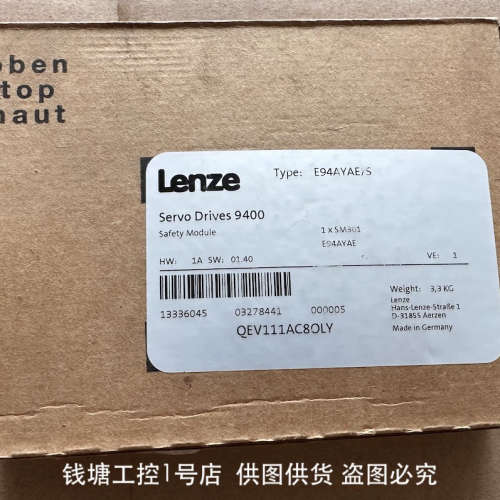 oben
top
haut
Lenze
Type: E94AYAE/S
Servo Drives 9400
Safety Module
1 x SM301
E94AYAE
HW: 1A SW: 01.40
VE: 1
Weight: 3,3 KG
Lenze
Hans-Lenze-Straße 1
D-31855 Aerzen
Made in Germany
13336045 03278441 000005
QEV111AC8OLY
钱塘工控1号店 供图供货 盗图必究